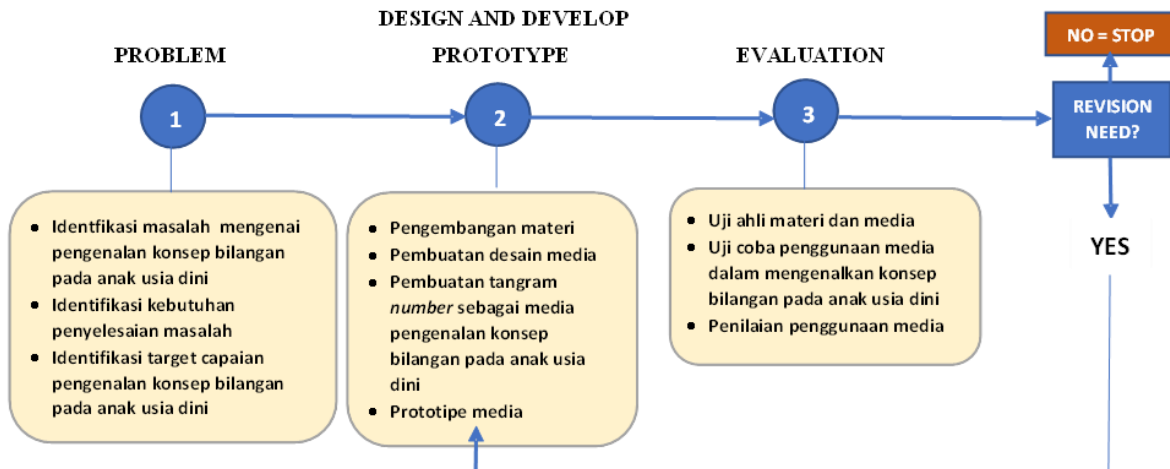 PROBLEM
1
Identfikasi masalah mengenai
pengenalan konsep bilangan
pada anak usia dini
Identifikasi kebutuhan
penyelesaian masalah
Identifikasi target capaian
pengenalan konsep bilangan
pada anak usia dini
DESIGN AND DEVELOP
PROTOTYPE
2
Pengembangan materi
Pembuatan desain media
Pembuatan tangram
number sebagai media
pengenalan konsep
bilangan pada anak usia
dini
Prototipe media
EVALUATION
3
Uji ahli materi dan media
Uji coba penggunaan media
dalam mengenalkan konsep
bilangan pada anak usia dini
Penilaian penggunaan media
NO = STOP
REVISION
NEED?
YES